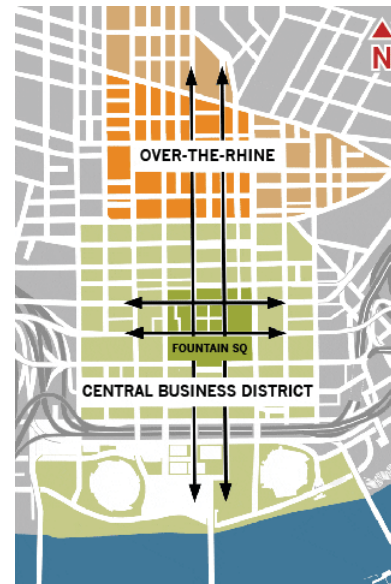 N
OVER-THE-RHINE
FOUNTAIN SQ
CENTRAL BUSINESS DISTRICT